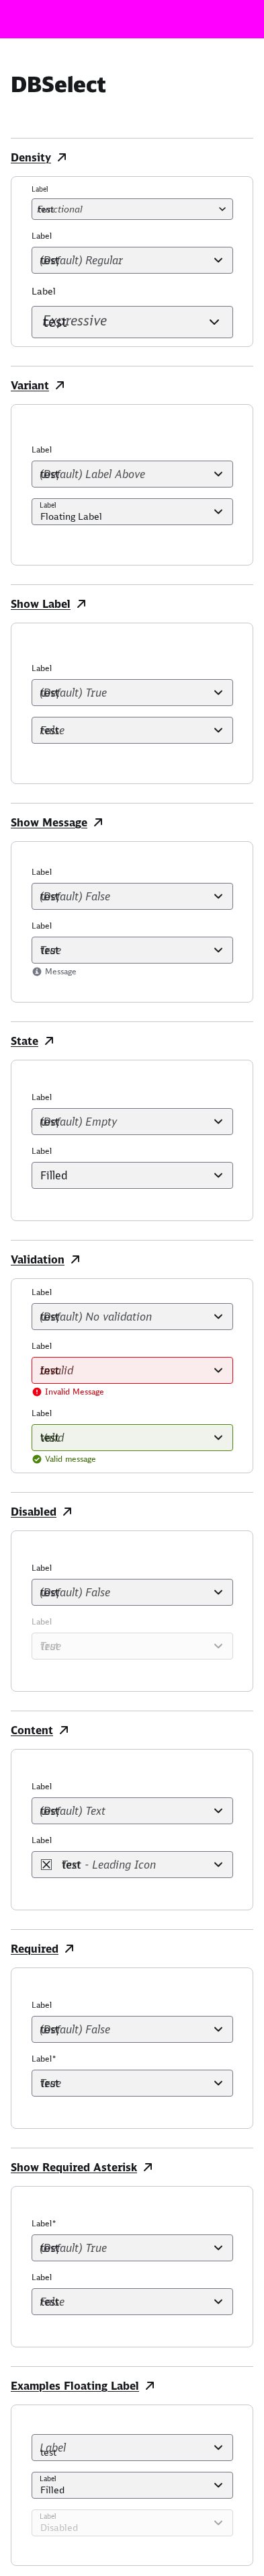 DBSelect
Density
Label
Functional
test
Label
(Default) Regular
test
Label
Expressive
test
Variant
Label
(Default) Label Above
test
Label
Floating Label
Show Label
Label
(Default) True
test
False
test
Show Message
Label
(Default) False
test
Label
True
test
Message
State
Label
(Default) Empty
test
Label
Filled
Validation
Label
(Default) No validation
test
Label
Invalid
test
Invalid Message
Label
Valid
test
Valid message
Disabled
Label
(Default) False
test
Label
True
test
Content
Label
(Default) Text
test
Label
Text - Leading Icon
test
Required
Label
(Default) False
test
Label*
True
test
Show Required Asterisk
Label*
(Default) True
test
Label
False
test
Examples Floating Label
Label
test
Label
Filled
Label
Disabled